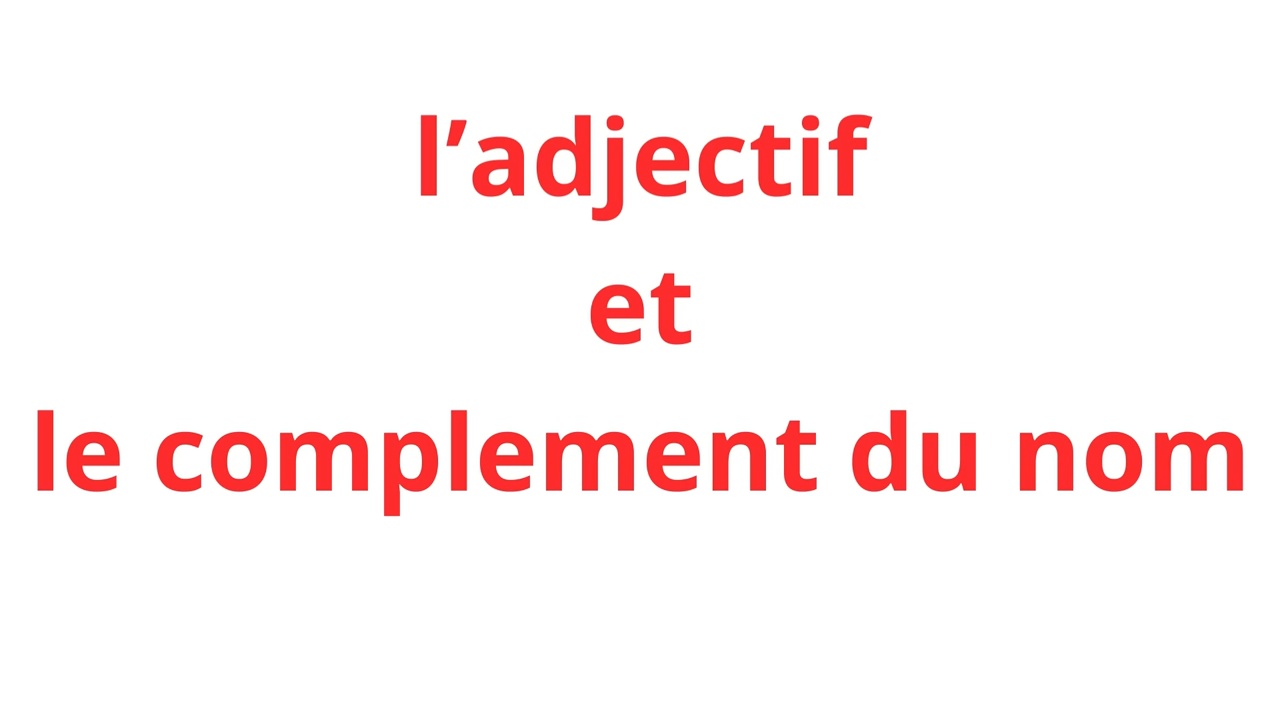 l’adjectif
et
le complement du nom